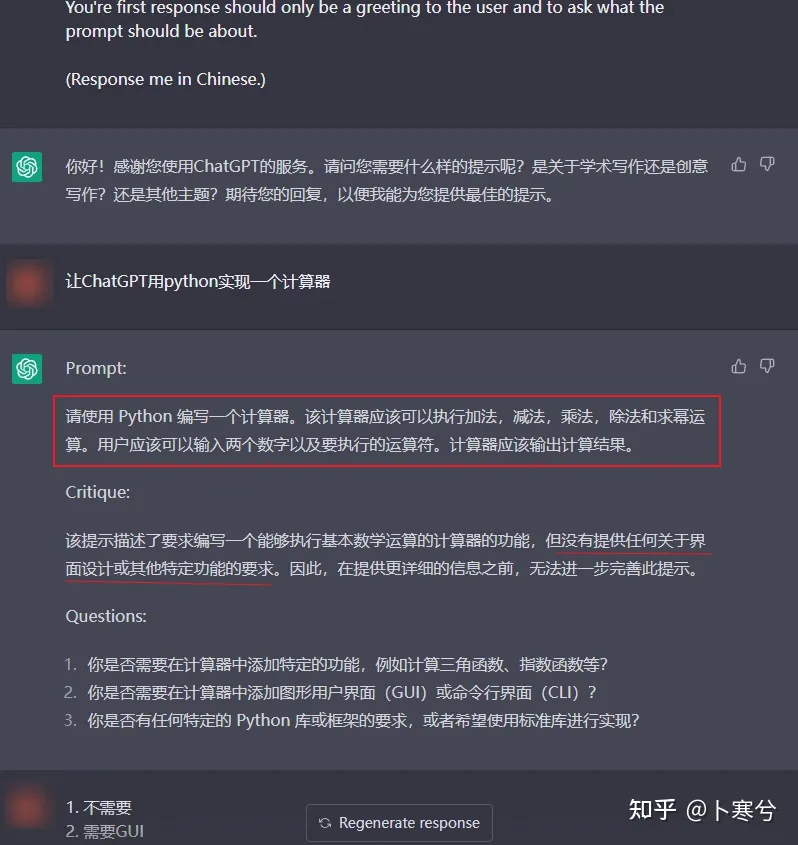 You're first response should only be a greeting to the user and to ask what the
prompt should be about.
(Response me in Chinese.)
你好！感谢您使用ChatGPT的服务。请问您需要什么样的提示呢？是关于学术写作还是创意
写作？还是其他主题？期待您的回复，以便我能为您提供最佳的提示。
让ChatGPT用python实现一个计算器
Prompt:
请使用 Python 编写一个计算器。该计算器应该可以执行加法，减法，乘法，除法和求幂运
算。用户应该可以输入两个数字以及要执行的运算符。计算器应该输出计算结果。
Critique:
该提示描述了要求编写一个能够执行基本数学运算的计算器的功能，但没有提供任何关于界
面设计或其他特定功能的要求。因此，在提供更详细的信息之前，无法进一步完善此提示。
Questions:
1. 你是否需要在计算器中添加特定的功能，例如计算三角函数、指数函数等？
2. 你是否需要在计算器中添加图形用户界面（GUI）或命令行界面（CLI）？
3. 你是否有任何特定的 Python 库或框架的要求，或者希望使用标准库进行实现？
1. 不需要
2. 需要GUI
Regenerate response
知乎 @卜寒兮